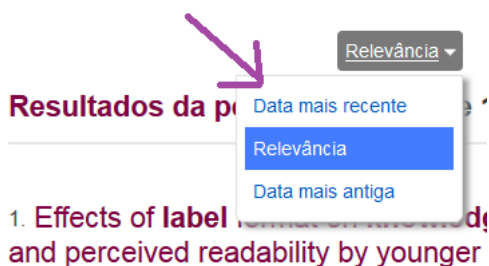 Relevância
Resultados da
Data mais recente
Relevância
Data mais antiga
1. Effects of label
and perceived readability by younger